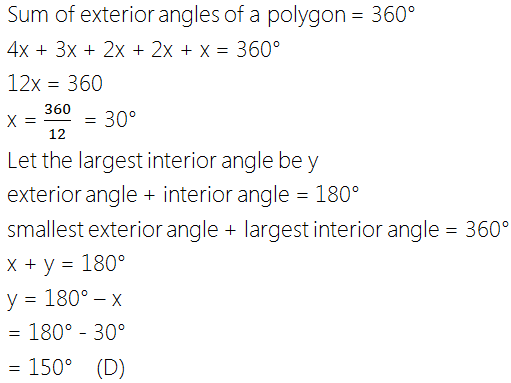 Sum of exterior angles of a polygon = 360°
4x + 3x + 2x + 2x + x = 360°
12x = 360
x = 360/12 = 30°
Let the largest interior angle be y
exterior angle + interior angle = 180°
smallest exterior angle + largest interior angle = 360°
x + y = 180°
y = 180° – x
= 180° - 30°
= 150° (D)